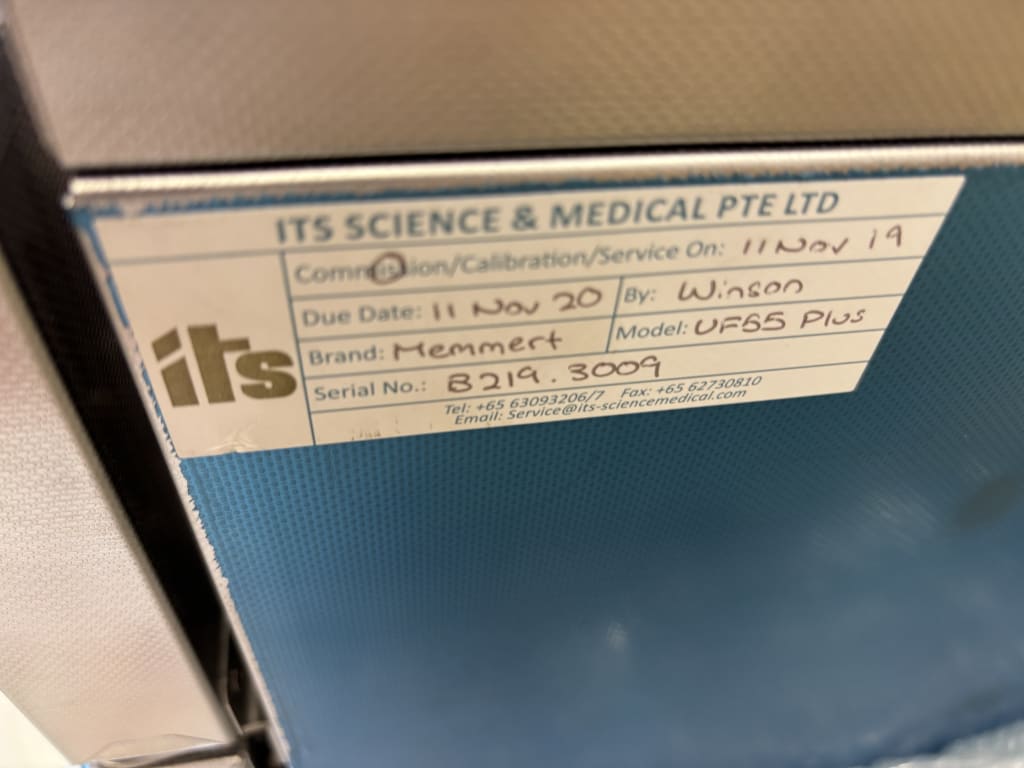 ITS SCIENCE & MEDICAL PTE LTD
Commission/Calibration/Service On: 11 Nov 19
Due Date: 11 Nov 20 By: Winson
its
Brand: Memmert Model: UF55 Plus
Serial No.: B219.3009
Tel: +65 63093206/7 Fax: +65 62730810
Email: Service@its-sciencemedical.com